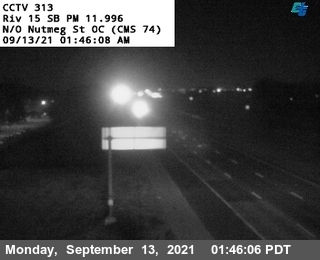 CCTV 313
Riv 15 SB PM 11.996
N/O Nutmeg St OC (CMS 74)
09/13/21 01:46:08 AM
Monday, September 13, 2021 01:46:06 PDT